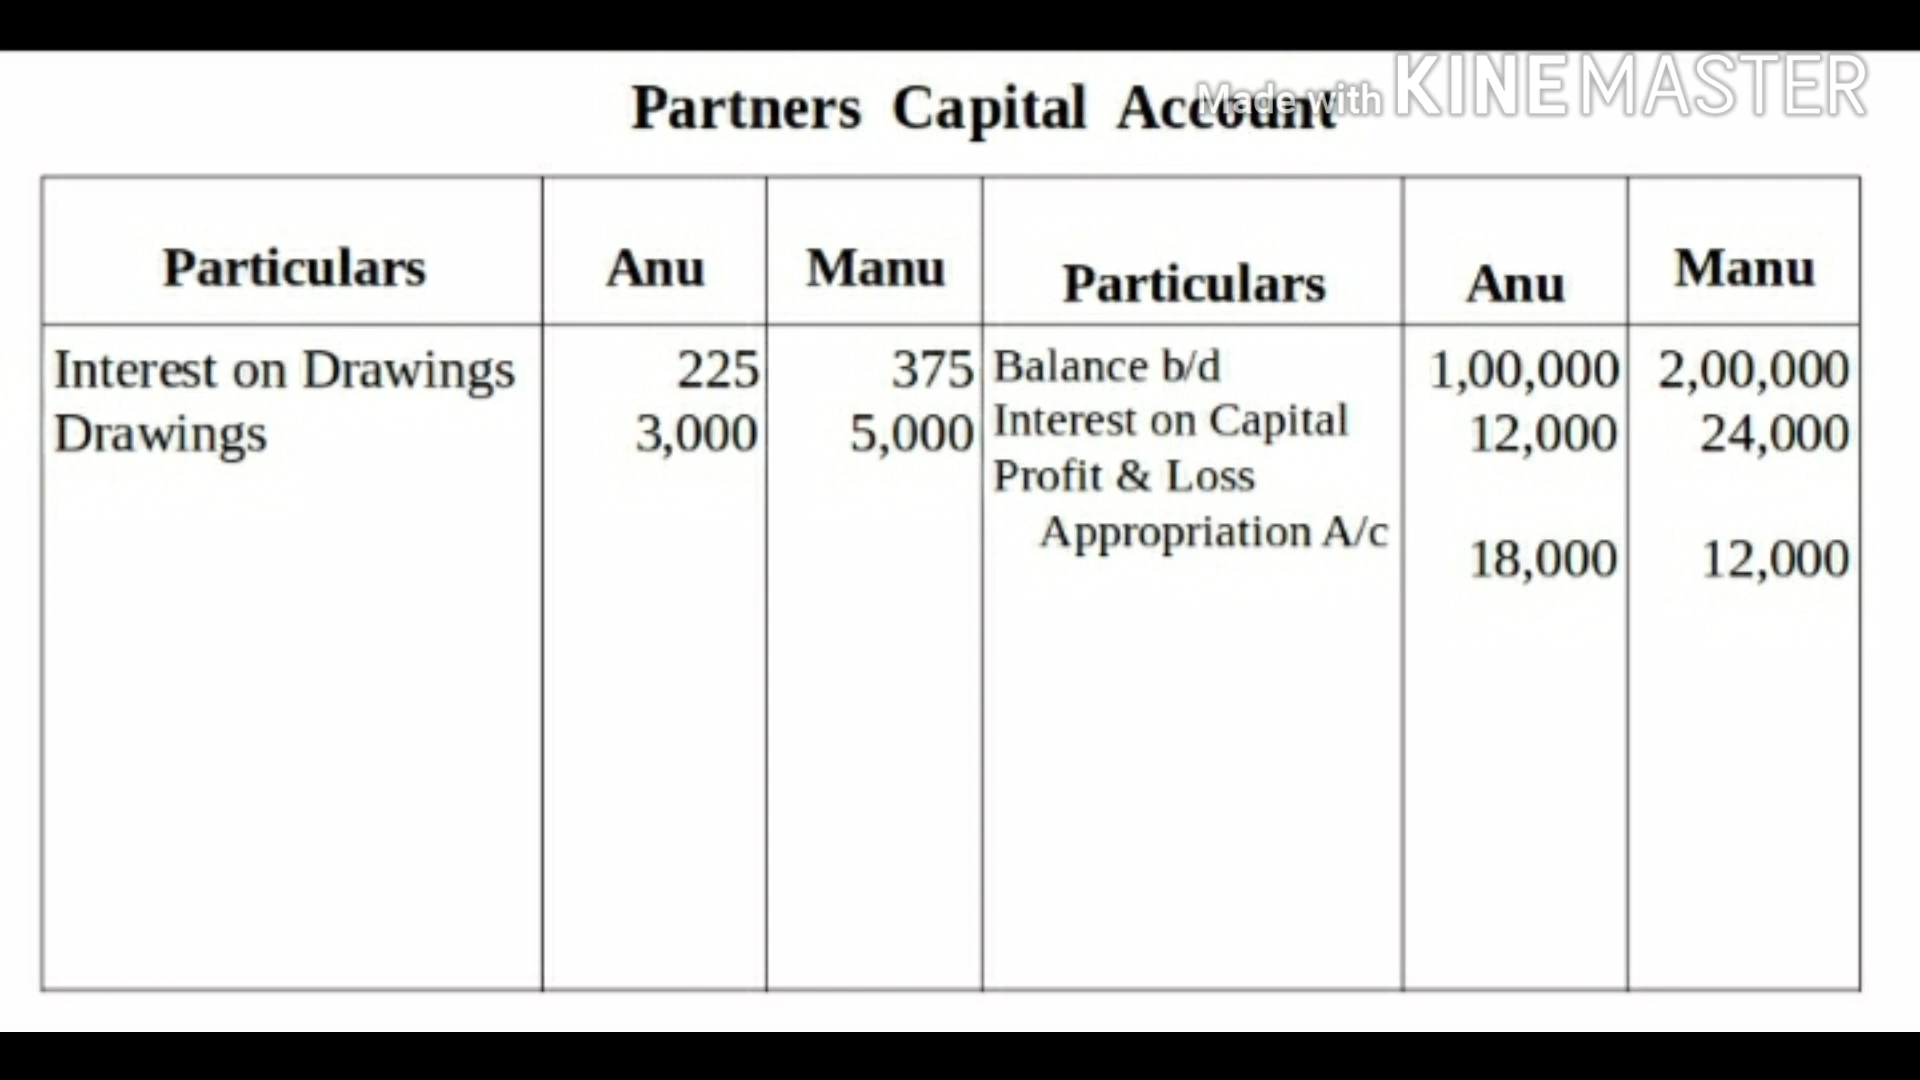 Made with KINEMASTER
Partners Capital Account
Particulars Anu Manu Particulars Anu Manu
Interest on Drawings 225 375 Balance b/d 1,00,000 2,00,000
Drawings 3,000 5,000 Interest on Capital 12,000 24,000
Profit & Loss
Appropriation A/c 18,000 12,000